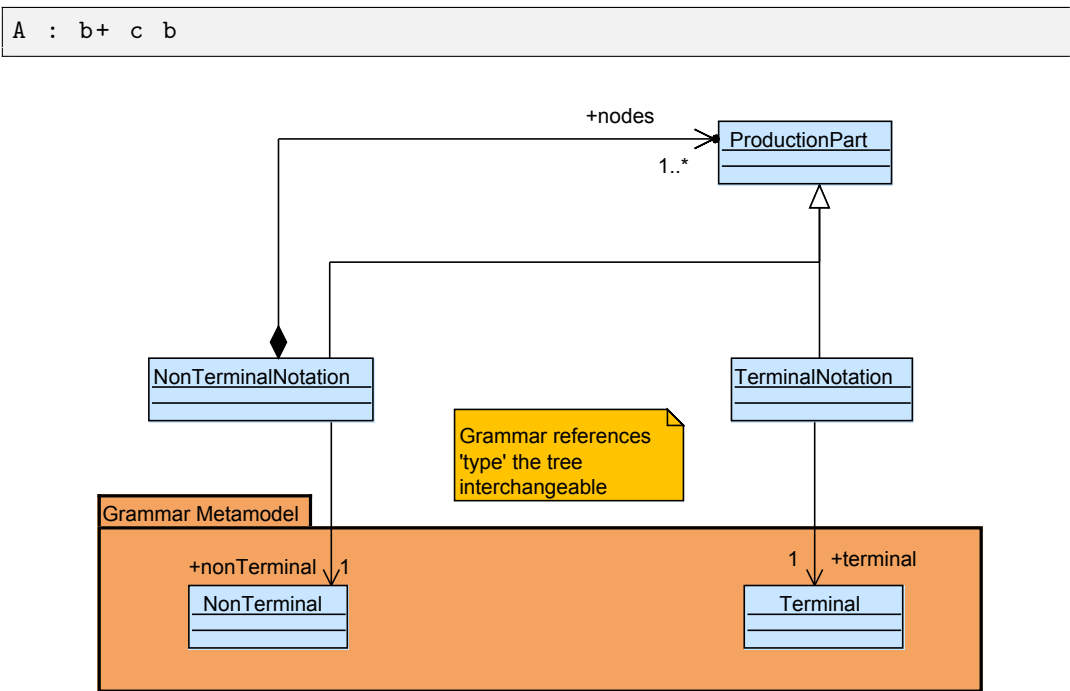 A : b+ c b
+nodes
ProductionPart
1..*
NonTerminalNotation
TerminalNotation
Grammar references
'type' the tree
interchangeable
Grammar Metamodel
+nonTerminal 1
1 +terminal
NonTerminal
Terminal